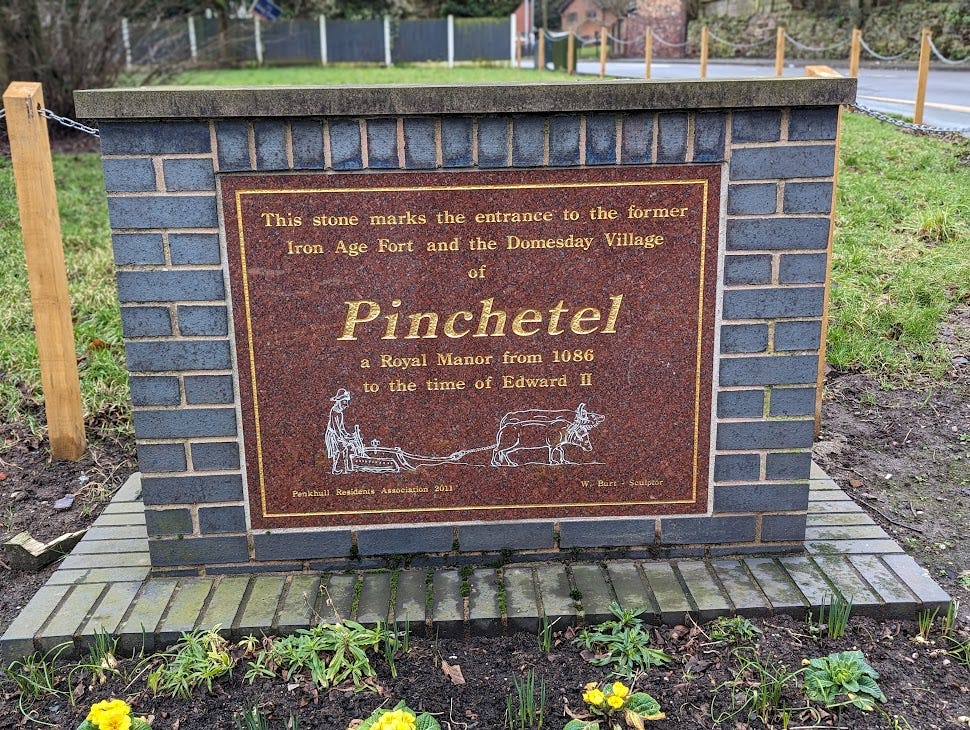 This stone marks the entrance to the former
Iron Age Fort and the Domesday Village
of
Pinchetel
a Royal Manor from 1086
to the time of Edward II
Penkhull Residents Association 2011
W. Burt - Sculptor